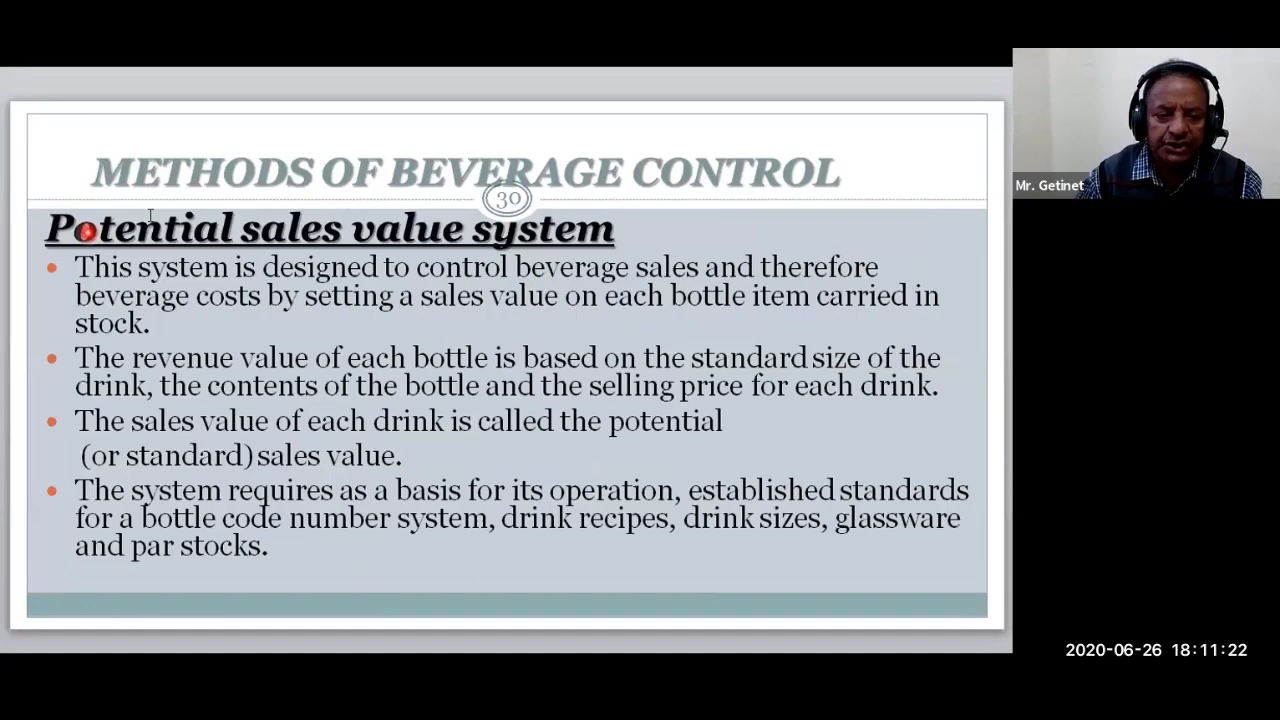 METHODS OF BEVERAGE CONTROL
30
Potential sales value system
• This system is designed to control beverage sales and therefore
beverage costs by setting a sales value on each bottle item carried in
stock.
• The revenue value of each bottle is based on the standard size of the
drink, the contents of the bottle and the selling price for each drink.
• The sales value of each drink is called the potential
(or standard) sales value.
• The system requires as a basis for its operation, established standards
for a bottle code number system, drink recipes, drink sizes, glassware
and par stocks.
Mr. Getinet
2020-06-26 18:11:22